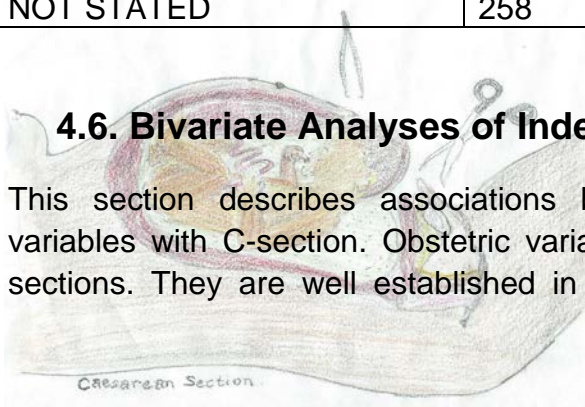 NOT STATED 258
4.6. Bivariate Analyses of Inde
This section describes associations
variables with C-section. Obstetric varia
sections. They are well established in
Caesarean Section.